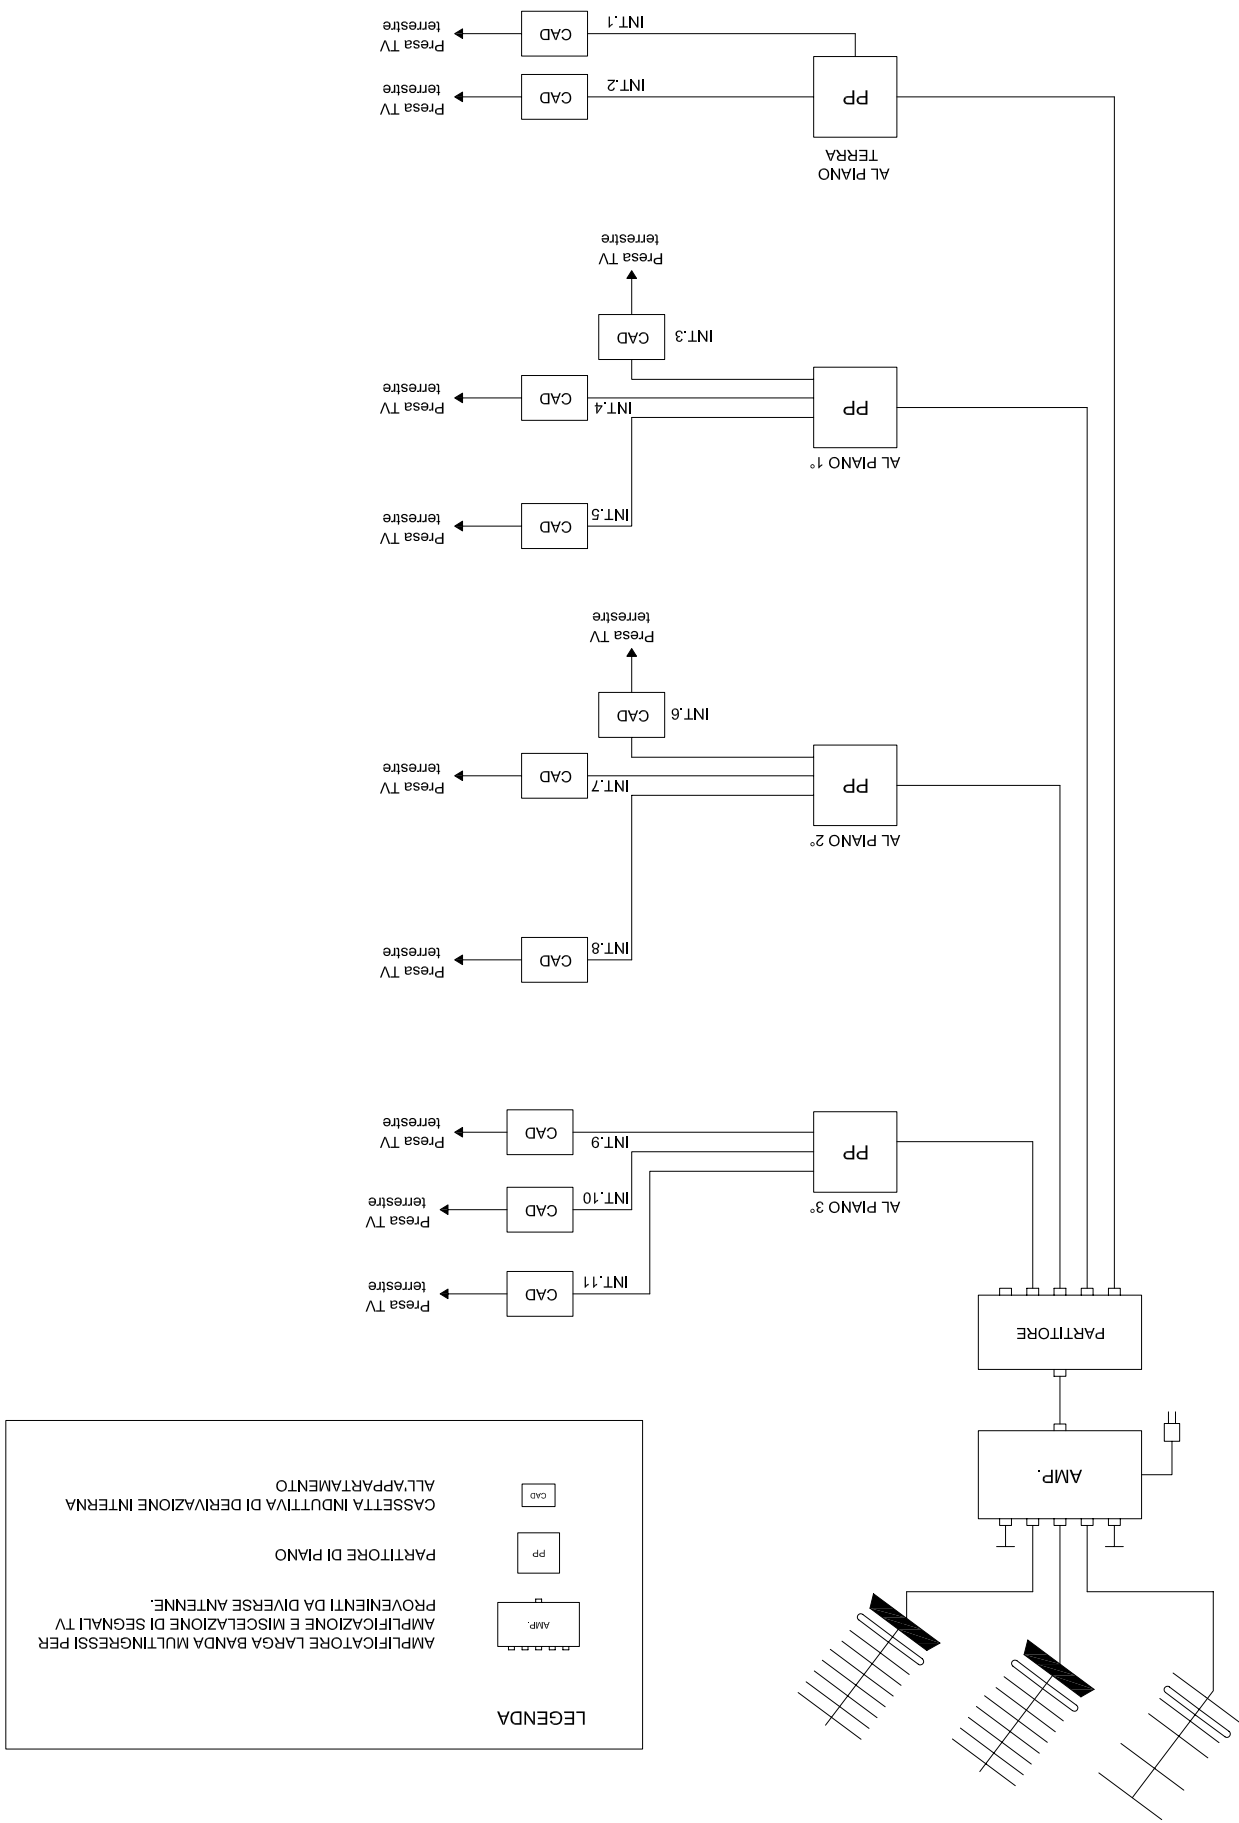 LEGENDA
AMP.
AMPLIFICATORE LARGA BANDA MULTINGRESSI PER
AMPLIFICAZIONE E MISCELAZIONE DI SEGNALI TV
PROVENIENTI DA DIVERSE ANTENNE.
PP
PARTITORE DI PIANO
CAD
CASSETTA INDUTTIVA DI DERIVAZIONE INTERNA
ALL'APPARTAMENTO
AMP.
PARTITORE
INT.11
CAD
Presa TV
terrestre
AL PIANO 3°
PP
INT.10
CAD
Presa TV
terrestre
INT.9
CAD
Presa TV
terrestre
INT.8
CAD
Presa TV
terrestre
AL PIANO 2°
PP
INT.7
CAD
Presa TV
terrestre
INT.6
CAD
Presa TV
terrestre
INT.5
CAD
Presa TV
terrestre
AL PIANO 1°
PP
INT.4
CAD
Presa TV
terrestre
INT.3
CAD
Presa TV
terrestre
AL PIANO
TERRA
PP
INT.2
CAD
Presa TV
terrestre
INT.1
CAD
Presa TV
terrestre